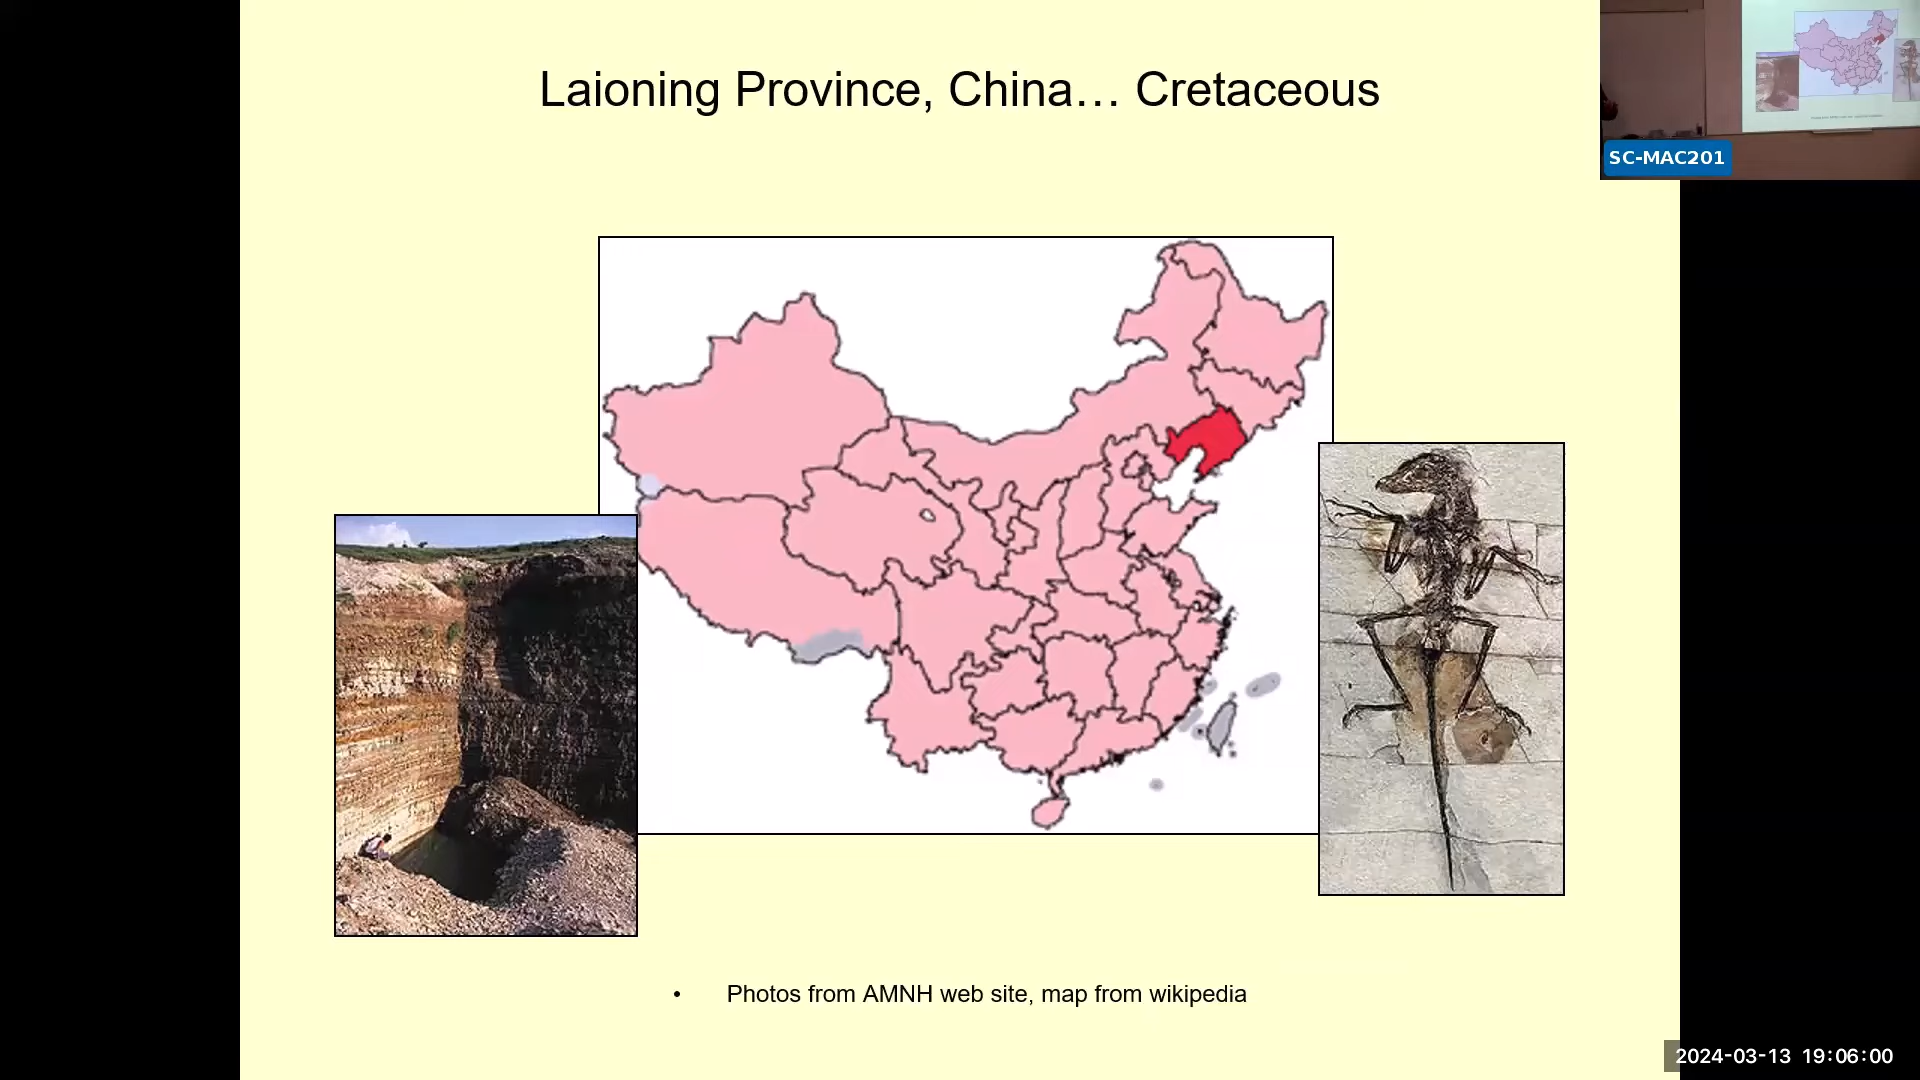 Laioning Province, China… Cretaceous
SC-MAC201
• Photos from AMNH web site, map from wikipedia
2024-03-13 19:06:00